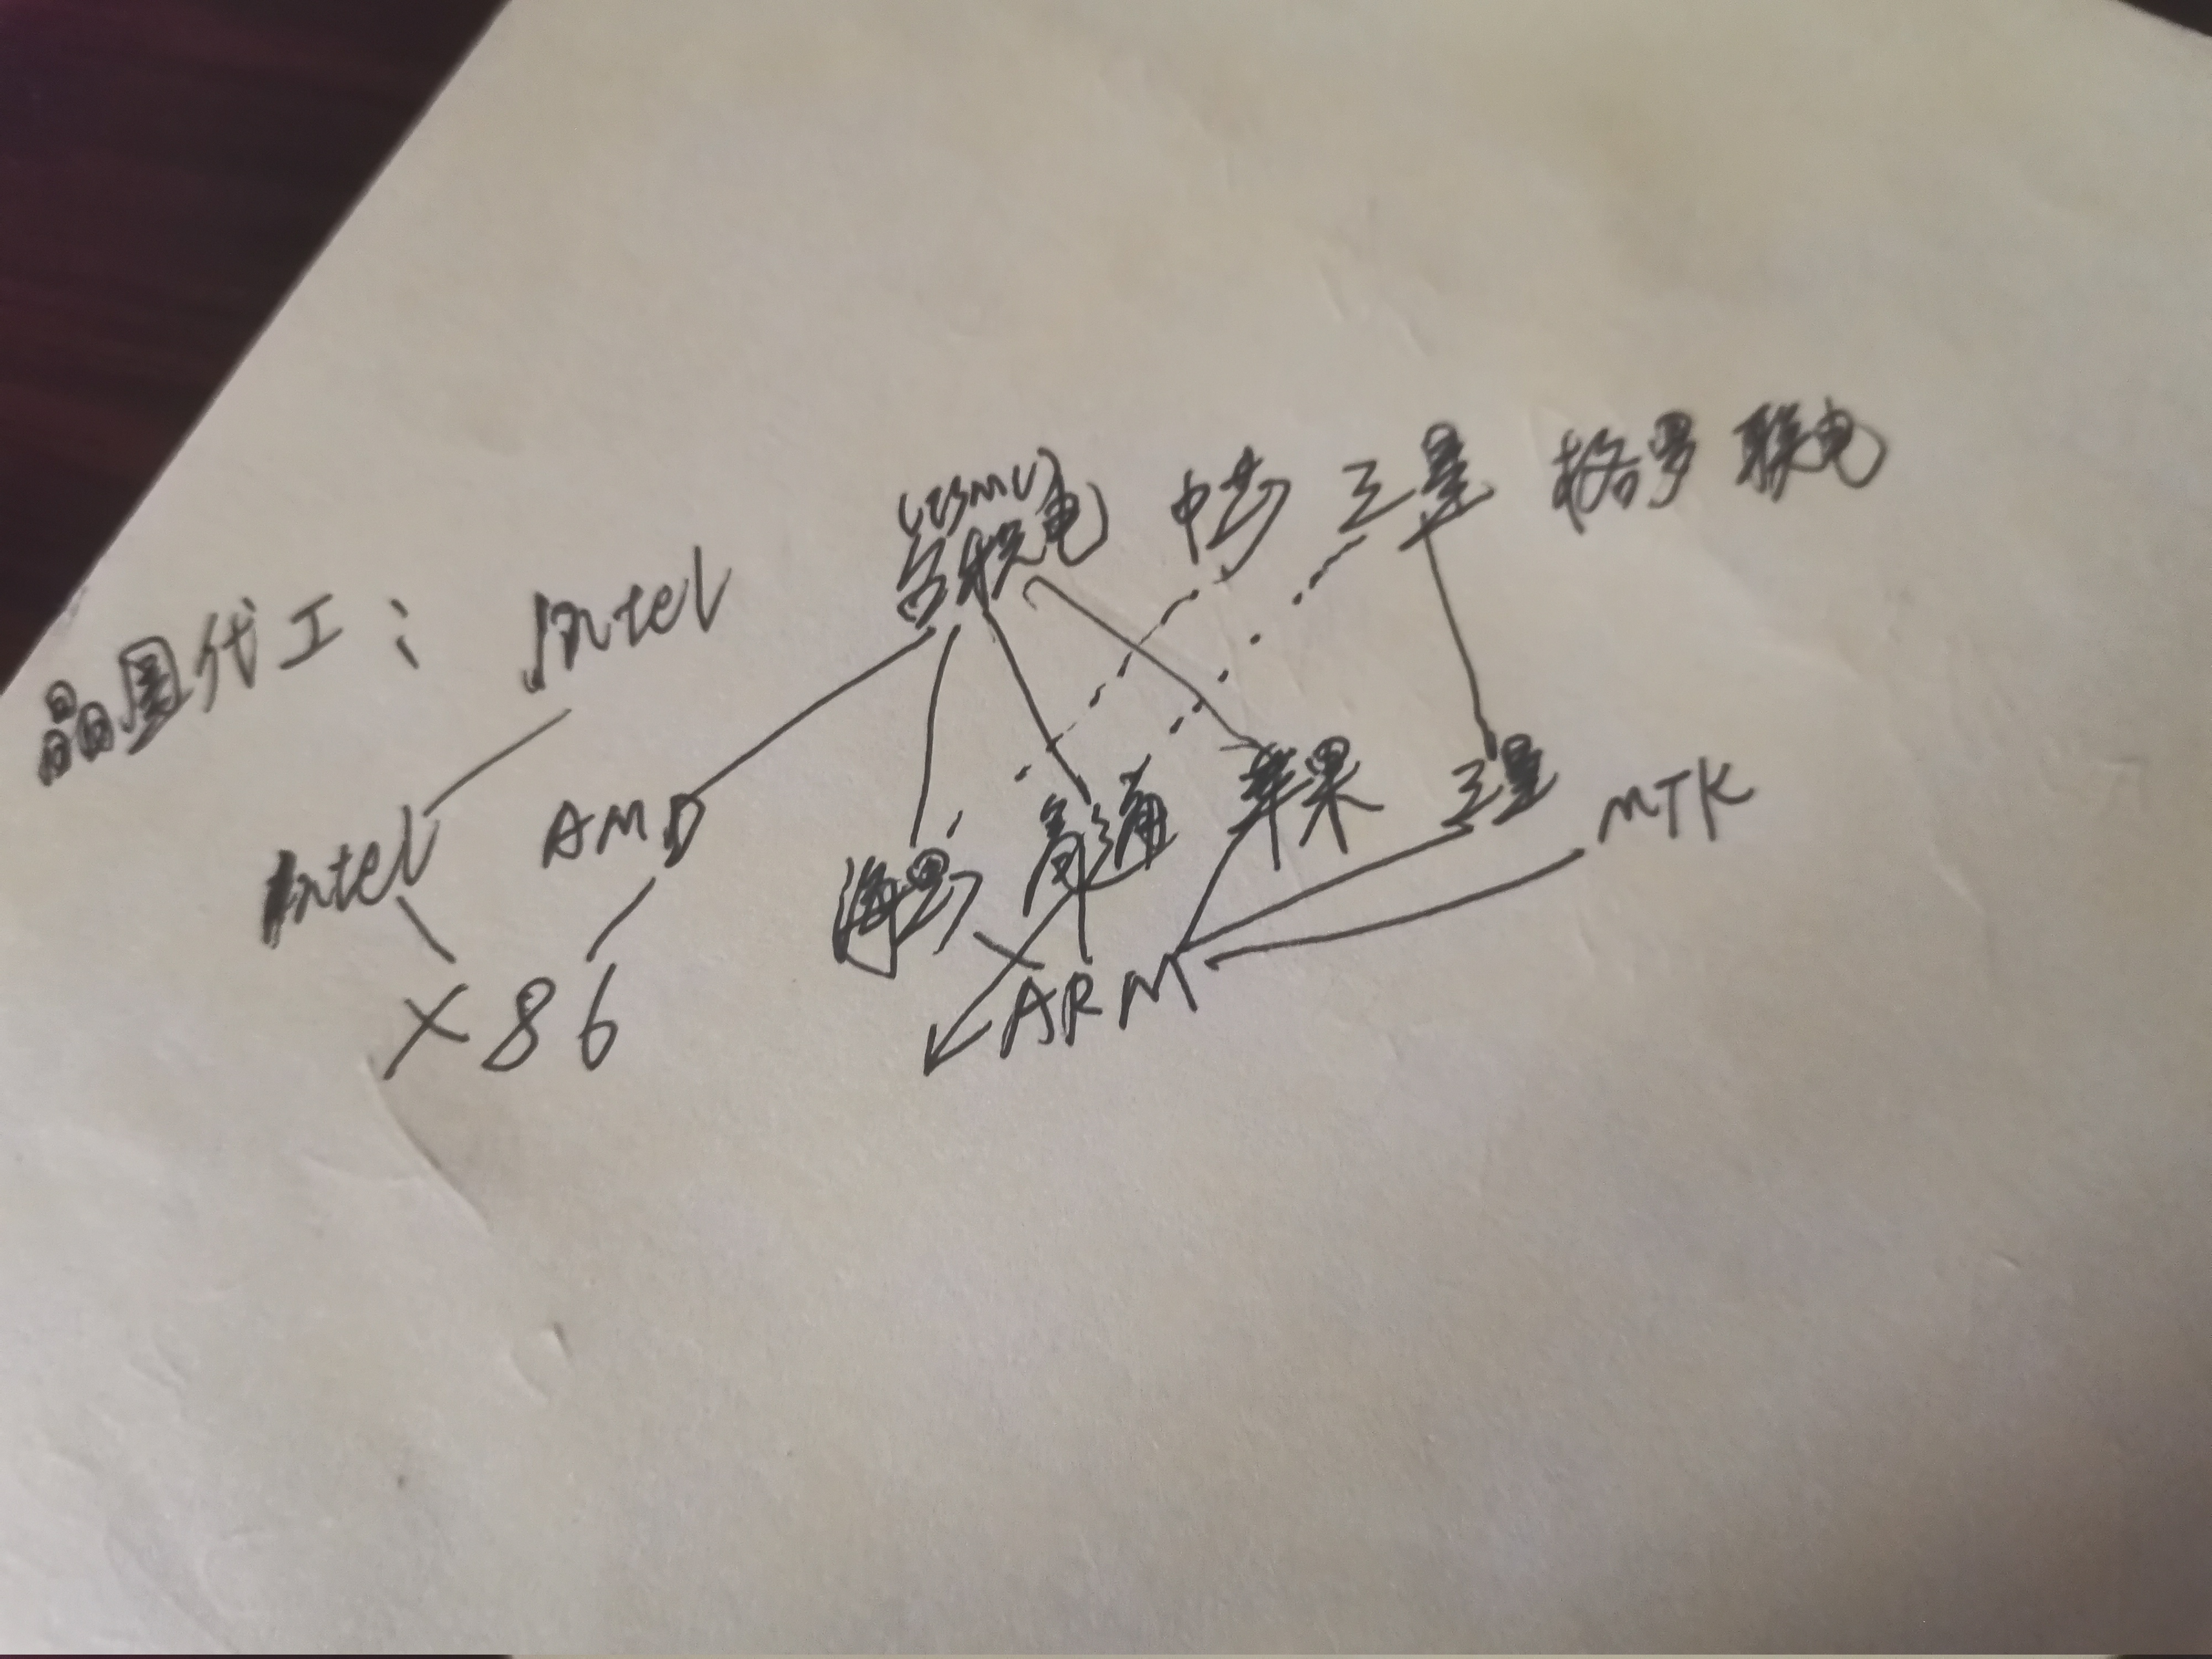 (TSMC)
晶圆代工: Intel 台积电 中芯 三星 格罗 联电
Intel AMD 海思 高通 苹果 三星 MTK
X86 ARM